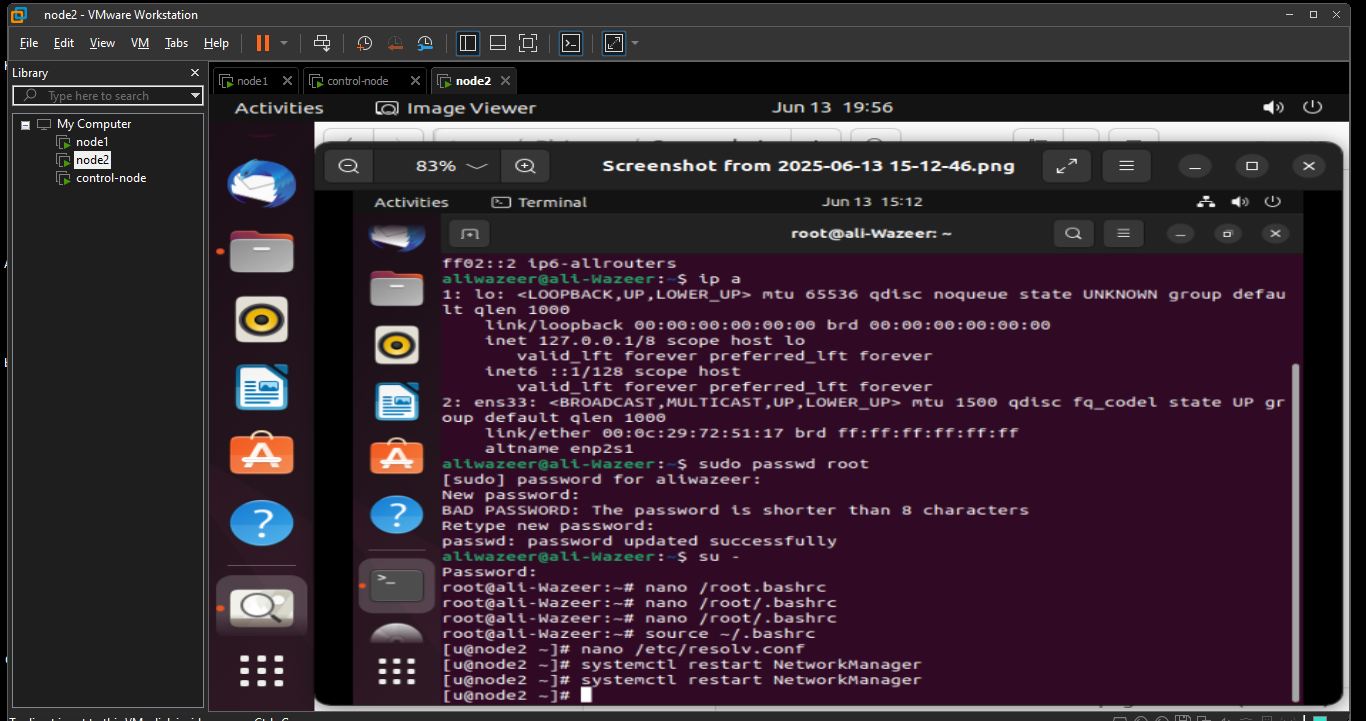 node2 - VMware Workstation
File Edit View VM Tabs Help
Library
Type here to search
My Computer
node1
node2
control-node
node1
control-node
node2
Activities Image Viewer Jun 13 19:56
83% Screenshot from 2025-06-13 15-12-46.png
Activities Terminal Jun 13 15:12
root@ali-Wazeer: ~
ff02::2 ip6-allrouters
aliwazeer@ali-Wazeer:~$ ip a
1: lo: <LOOPBACK,UP,LOWER_UP> mtu 65536 qdisc noqueue state UNKNOWN group defau
lt qlen 1000
link/loopback 00:00:00:00:00:00 brd 00:00:00:00:00:00
inet 127.0.0.1/8 scope host lo
valid_lft forever preferred_lft forever
inet6 ::1/128 scope host
valid_lft forever preferred_lft forever
2: ens33: <BROADCAST,MULTICAST,UP,LOWER_UP> mtu 1500 qdisc fq_codel state UP gr
oup default qlen 1000
link/ether 00:0c:29:72:51:17 brd ff:ff:ff:ff:ff:ff
altname enp2s1
aliwazeer@ali-Wazeer:~$ sudo passwd root
[sudo] password for aliwazeer:
New password:
BAD PASSWORD: The password is shorter than 8 characters
Retype new password:
passwd: password updated successfully
aliwazeer@ali-Wazeer:~$ su -
Password:
root@ali-Wazeer:~# nano /root.bashrc
root@ali-Wazeer:~# nano /root/.bashrc
root@ali-Wazeer:~# nano /root/.bashrc
root@ali-Wazeer:~# source ~/.bashrc
[u@node2 ~]# nano /etc/resolv.conf
[u@node2 ~]# systemctl restart NetworkManager
[u@node2 ~]# systemctl restart NetworkManager
[u@node2 ~]#